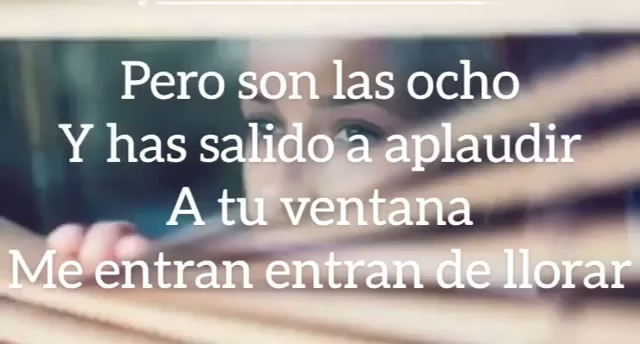 Pero son las ocho
Y has salido a aplaudir
A tu ventana
Me entran entran de llorar